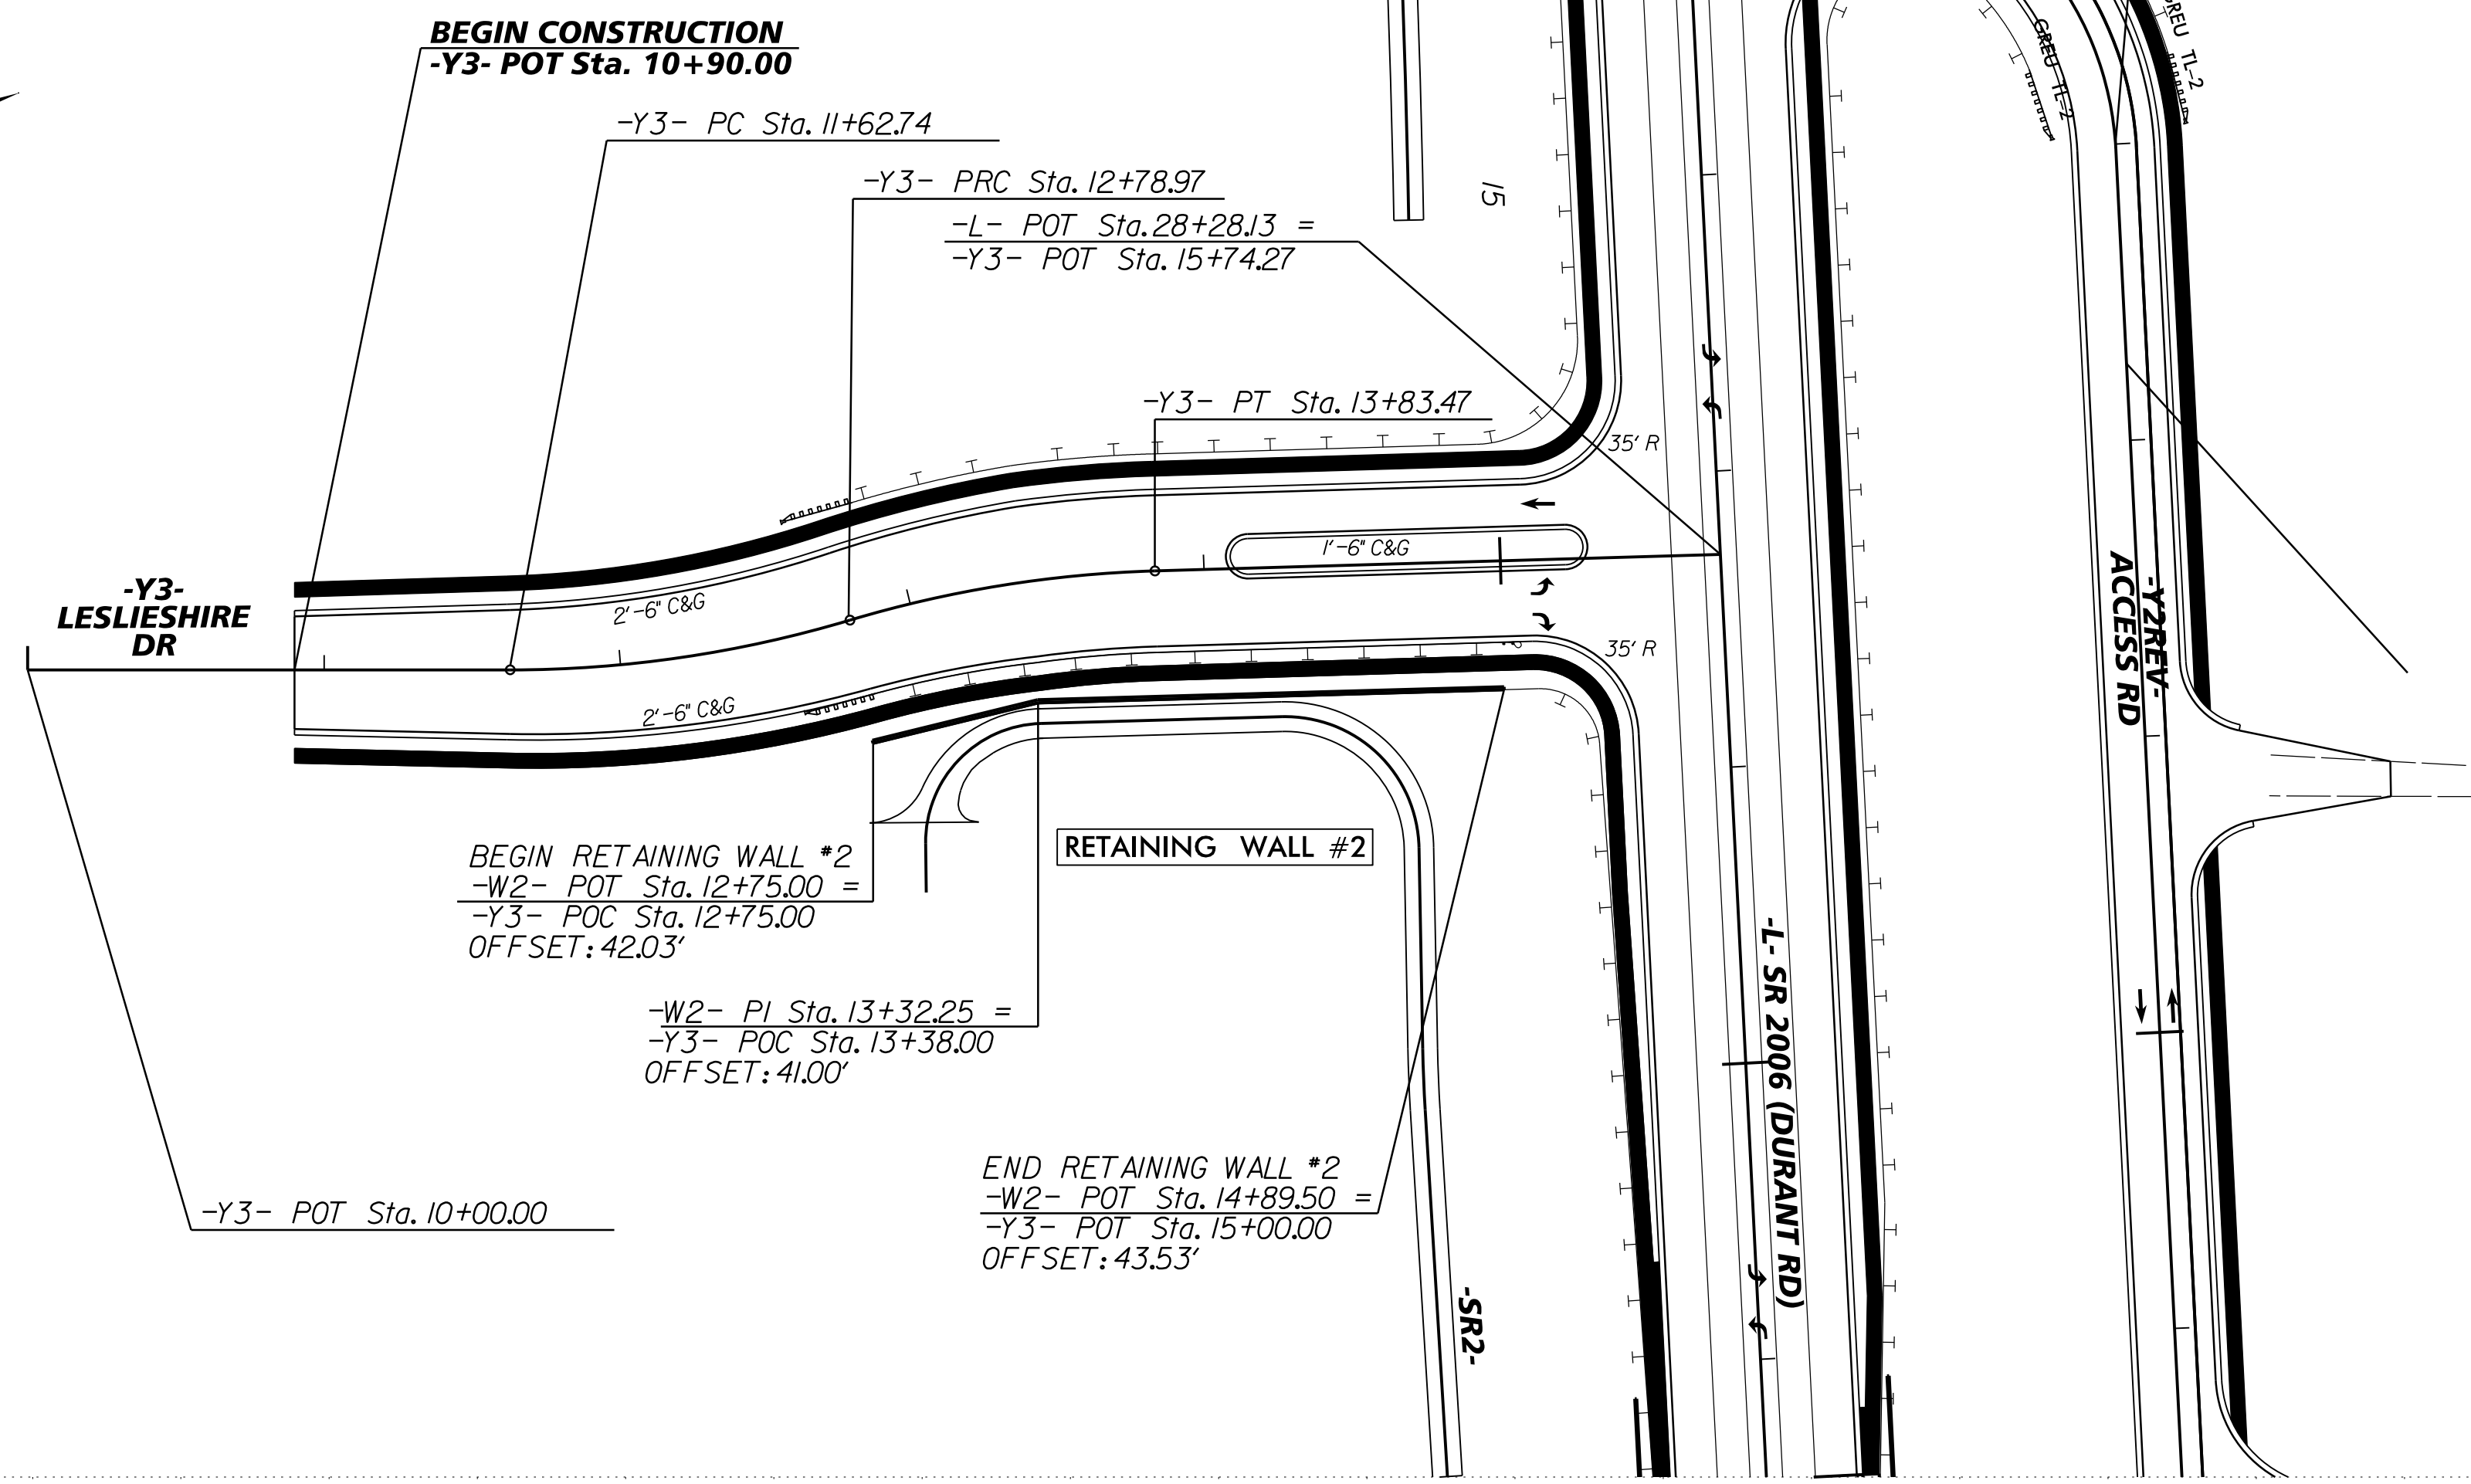 BEGIN CONSTRUCTION
-Y3- POT Sta. 10+90.00
-Y3- PC Sta. 11+62.74
-Y3- PRC Sta. 12+78.97
-L- POT Sta. 28+28.13 =
-Y3- POT Sta. 15+74.27
-Y3- PT Sta. 13+83.47
15
GREU TL-2
GREU TL-2
35' R
1'-6" C&G
35' R
2'-6" C&G
2'-6" C&G
-Y3-
LESLIESHIRE
DR
-Y2REV-
ACCESS RD
RETAINING WALL #2
BEGIN RETAINING WALL #2
-W2- POT Sta. 12+75.00 =
-Y3- POC Sta. 12+75.00
OFFSET: 42.03'
-W2- PI Sta. 13+32.25 =
-Y3- POC Sta. 13+38.00
OFFSET: 41.00'
-L- SR 2006 (DURANT RD)
END RETAINING WALL #2
-W2- POT Sta. 14+89.50 =
-Y3- POT Sta. 15+00.00
OFFSET: 43.53'
-Y3- POT Sta. 10+00.00
-SR2-